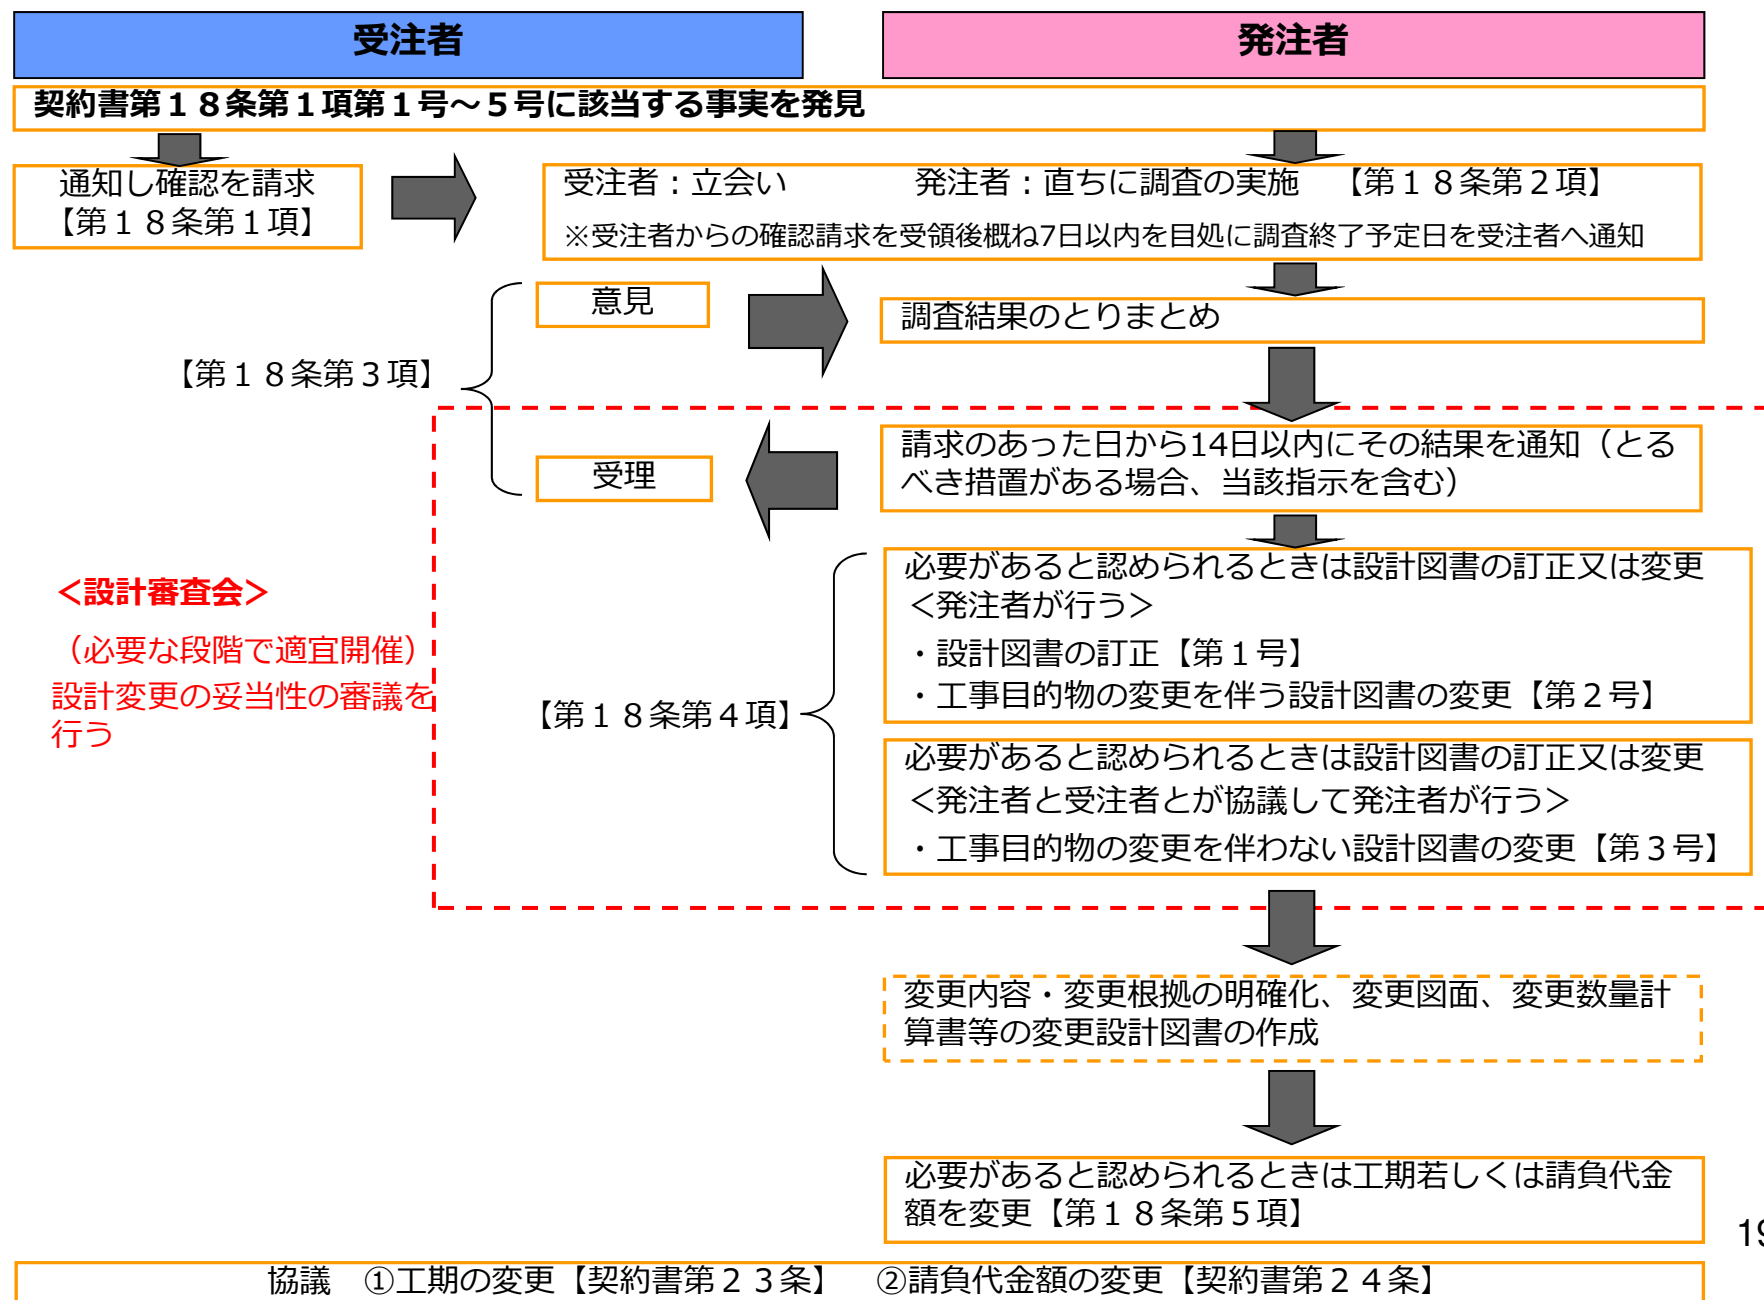 受注者
発注者
契約書第１８条第１項第１号～５号に該当する事実を発見
通知し確認を請求
【第１８条第１項】
受注者：立会い　　　　発注者：直ちに調査の実施　【第１８条第２項】
※受注者からの確認請求を受領後概ね7日以内を目処に調査終了予定日を受注者へ通知
意見
調査結果のとりまとめ
【第１８条第３項】
請求のあった日から14日以内にその結果を通知（とる
べき措置がある場合、当該指示を含む）
受理
＜設計審査会＞
（必要な段階で適宜開催）
設計変更の妥当性の審議を
行う
必要があると認められるときは設計図書の訂正又は変更
＜発注者が行う＞
・設計図書の訂正【第１号】
・工事目的物の変更を伴う設計図書の変更【第２号】
【第１８条第４項】
必要があると認められるときは設計図書の訂正又は変更
＜発注者と受注者とが協議して発注者が行う＞
・工事目的物の変更を伴わない設計図書の変更【第３号】
変更内容・変更根拠の明確化、変更図面、変更数量計
算書等の変更設計図書の作成
必要があると認められるときは工期若しくは請負代金
額を変更【第１８条第５項】
19
協議　①工期の変更【契約書第２３条】　②請負代金額の変更【契約書第２４条】